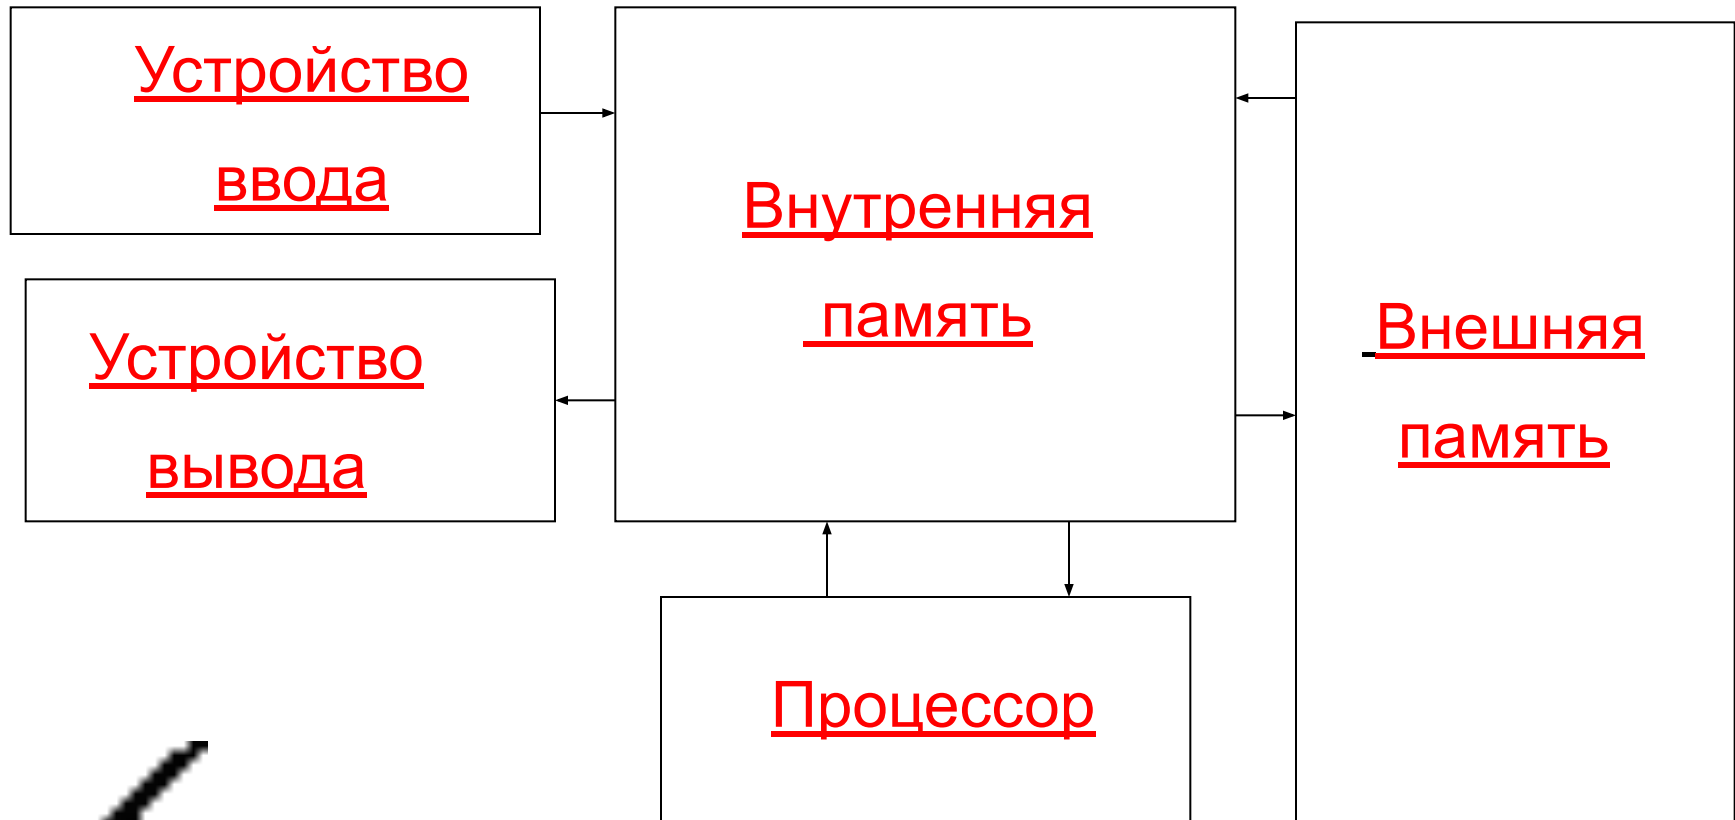 Устройство
ввода
Устройство
вывода
Внутренняя
память
Процессор
Внешняя
память